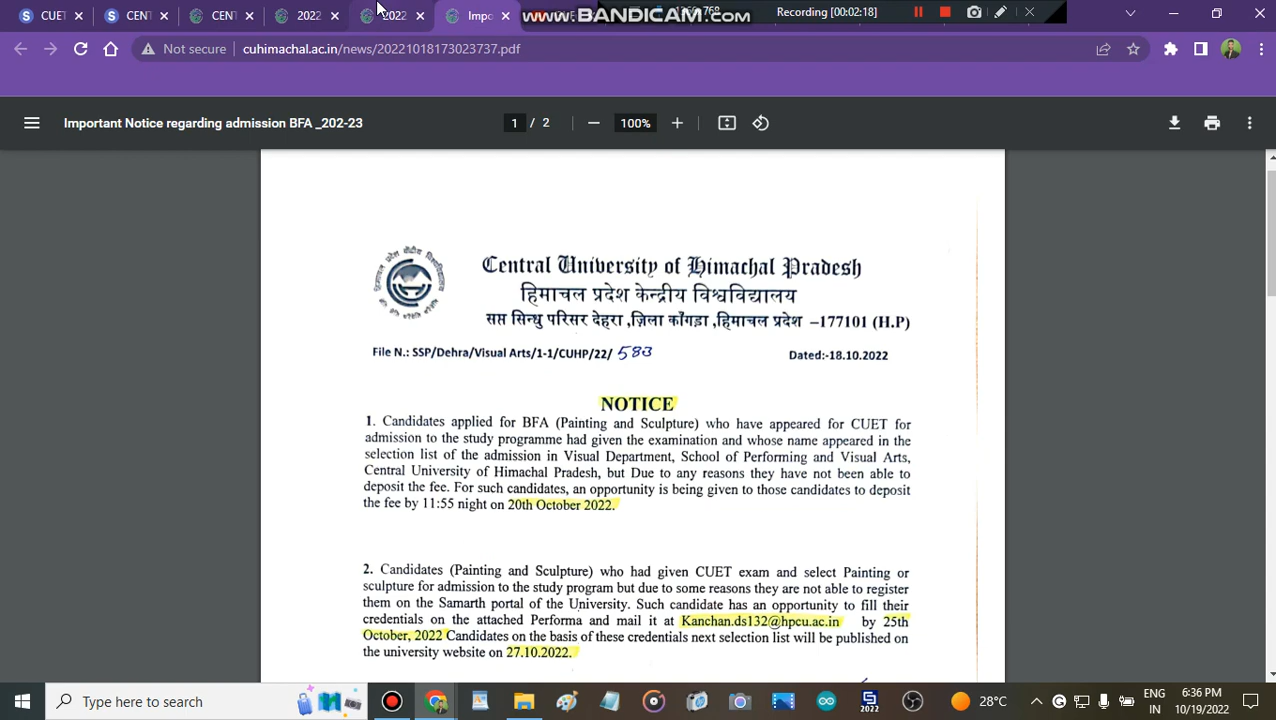 CUET
CENT
CENT
2022
2022
Impo
www.BANDICAM.com
Recording [00:02:18]
Not secure
cuhimachal.ac.in/news/20221018173023737.pdf
Important Notice regarding admission BFA _202-23
1 / 2
100%
Central University of Himachal Pradesh
हिमाचल प्रदेश केन्द्रीय विश्वविद्यालय
सप्त सिन्धु परिसर देहरा ,ज़िला काँगड़ा ,हिमाचल प्रदेश –177101 (H.P)
File N.: SSP/Dehra/Visual Arts/1-1/CUHP/22/ 583
Dated:-18.10.2022
NOTICE
1. Candidates applied for BFA (Painting and Sculpture) who have appeared for CUET for
admission to the study programme had given the examination and whose name appeared in the
selection list of the admission in Visual Department, School of Performing and Visual Arts,
Central University of Himachal Pradesh, but Due to any reasons they have not been able to
deposit the fee. For such candidates, an opportunity is being given to those candidates to deposit
the fee by 11:55 night on 20th October 2022.
2. Candidates (Painting and Sculpture) who had given CUET exam and select Painting or
sculpture for admission to the study program but due to some reasons they are not able to register
them on the Samarth portal of the University. Such candidate has an opportunity to fill their
credentials on the attached Performa and mail it at Kanchan.ds132@hpcu.ac.in by 25th
October, 2022 Candidates on the basis of these credentials next selection list will be published on
the university website on 27.10.2022.
Type here to search
2022
28°C
ENG
IN
6:36 PM
10/19/2022